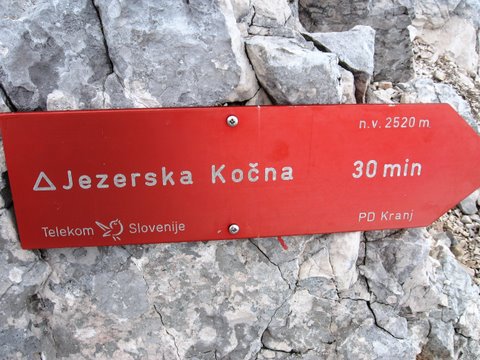 n.v. 2520 m
Jezerska Kočna 30 min
Telekom Slovenije PD Kranj